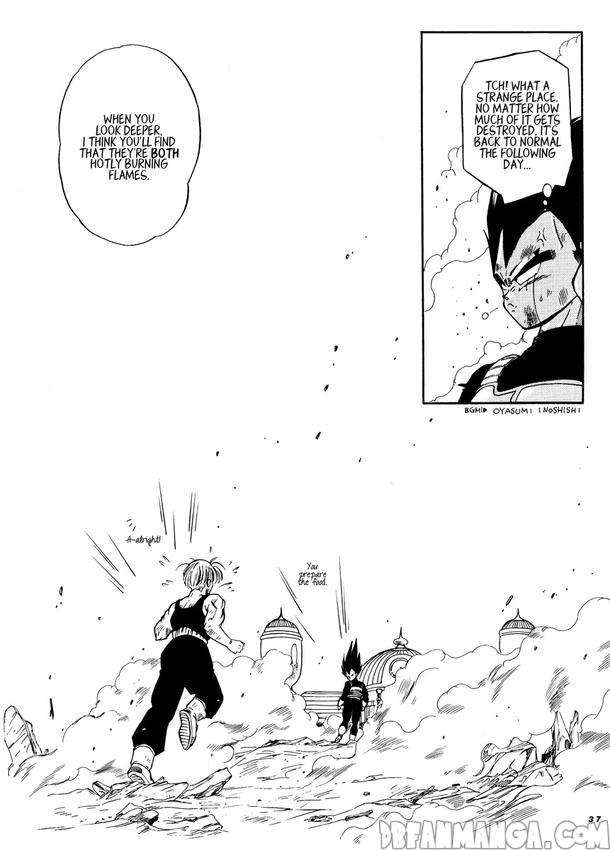 TCH! WHAT A
STRANGE PLACE.
NO MATTER HOW
MUCH OF IT GETS
DESTROYED, IT'S
BACK TO NORMAL
THE FOLLOWING
DAY...
BGM▷ OYASUMI INOSHISHI
WHEN YOU
LOOK DEEPER,
I THINK YOU'LL FIND
THAT THEY'RE BOTH
HOTLY BURNING
FLAMES.
You
prepare
the food.
A-alright!
37
DBFANMANGA.COM